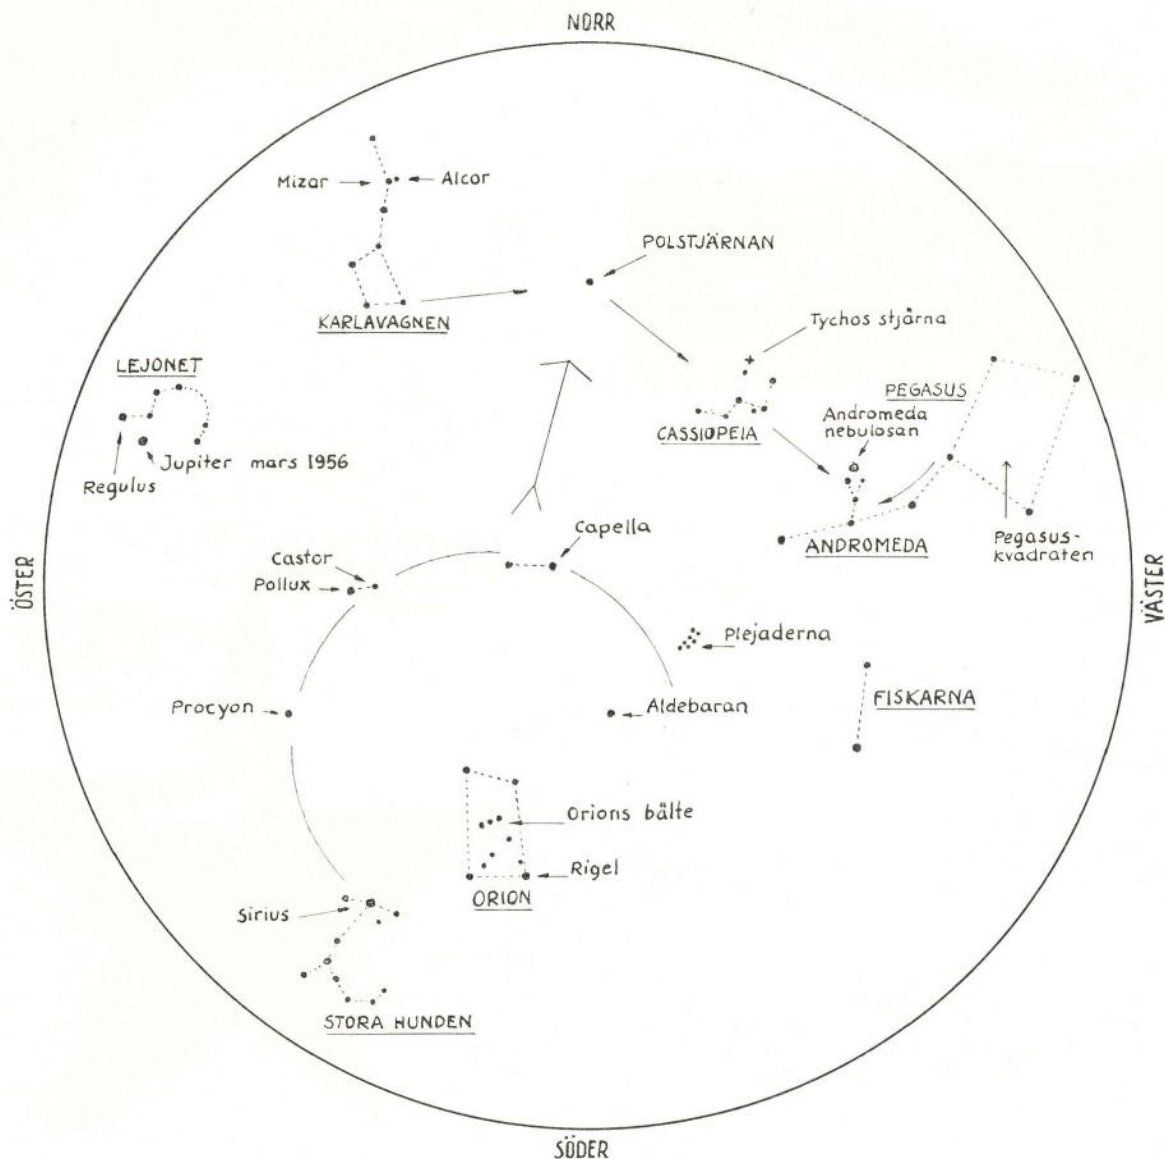 NORR
Mizar
Alcor
POLSTJÄRNAN
KARLAVAGNEN
Tychos stjärna
LEJONET
PEGASUS
CASSIOPEIA
Andromeda
nebulosan
Jupiter mars 1956
Regulus
Capella
ANDROMEDA
Pegasus-
kvadraten
Castor
Pollux
ÖSTER
VÄSTER
Plejaderna
FISKARNA
Procyon
Aldebaran
Orions bälte
Rigel
ORION
Sirius
STORA HUNDEN
SÖDER